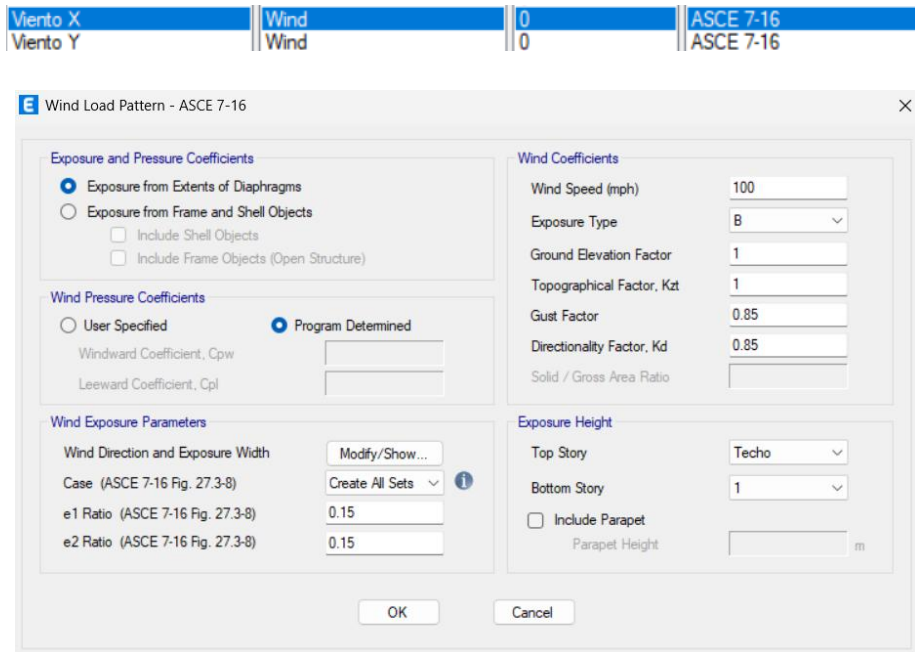 Viento X Wind 0 ASCE 7-16
Viento Y Wind 0 ASCE 7-16
E Wind Load Pattern - ASCE 7-16
Exposure and Pressure Coefficients
Exposure from Extents of Diaphragms
Exposure from Frame and Shell Objects
Include Shell Objects
Include Frame Objects (Open Structure)
Wind Pressure Coefficients
User Specified Program Determined
Windward Coefficient, Cpw
Leeward Coefficient, Cpl
Wind Exposure Parameters
Wind Direction and Exposure Width Modify/Show...
Case (ASCE 7-16 Fig. 27.3-8) Create All Sets i
e1 Ratio (ASCE 7-16 Fig. 27.3-8) 0.15
e2 Ratio (ASCE 7-16 Fig. 27.3-8) 0.15
Wind Coefficients
Wind Speed (mph) 100
Exposure Type B
Ground Elevation Factor 1
Topographical Factor, Kzt 1
Gust Factor 0.85
Directionality Factor, Kd 0.85
Solid / Gross Area Ratio
Exposure Height
Top Story Techo
Bottom Story 1
Include Parapet
Parapet Height m
OK Cancel